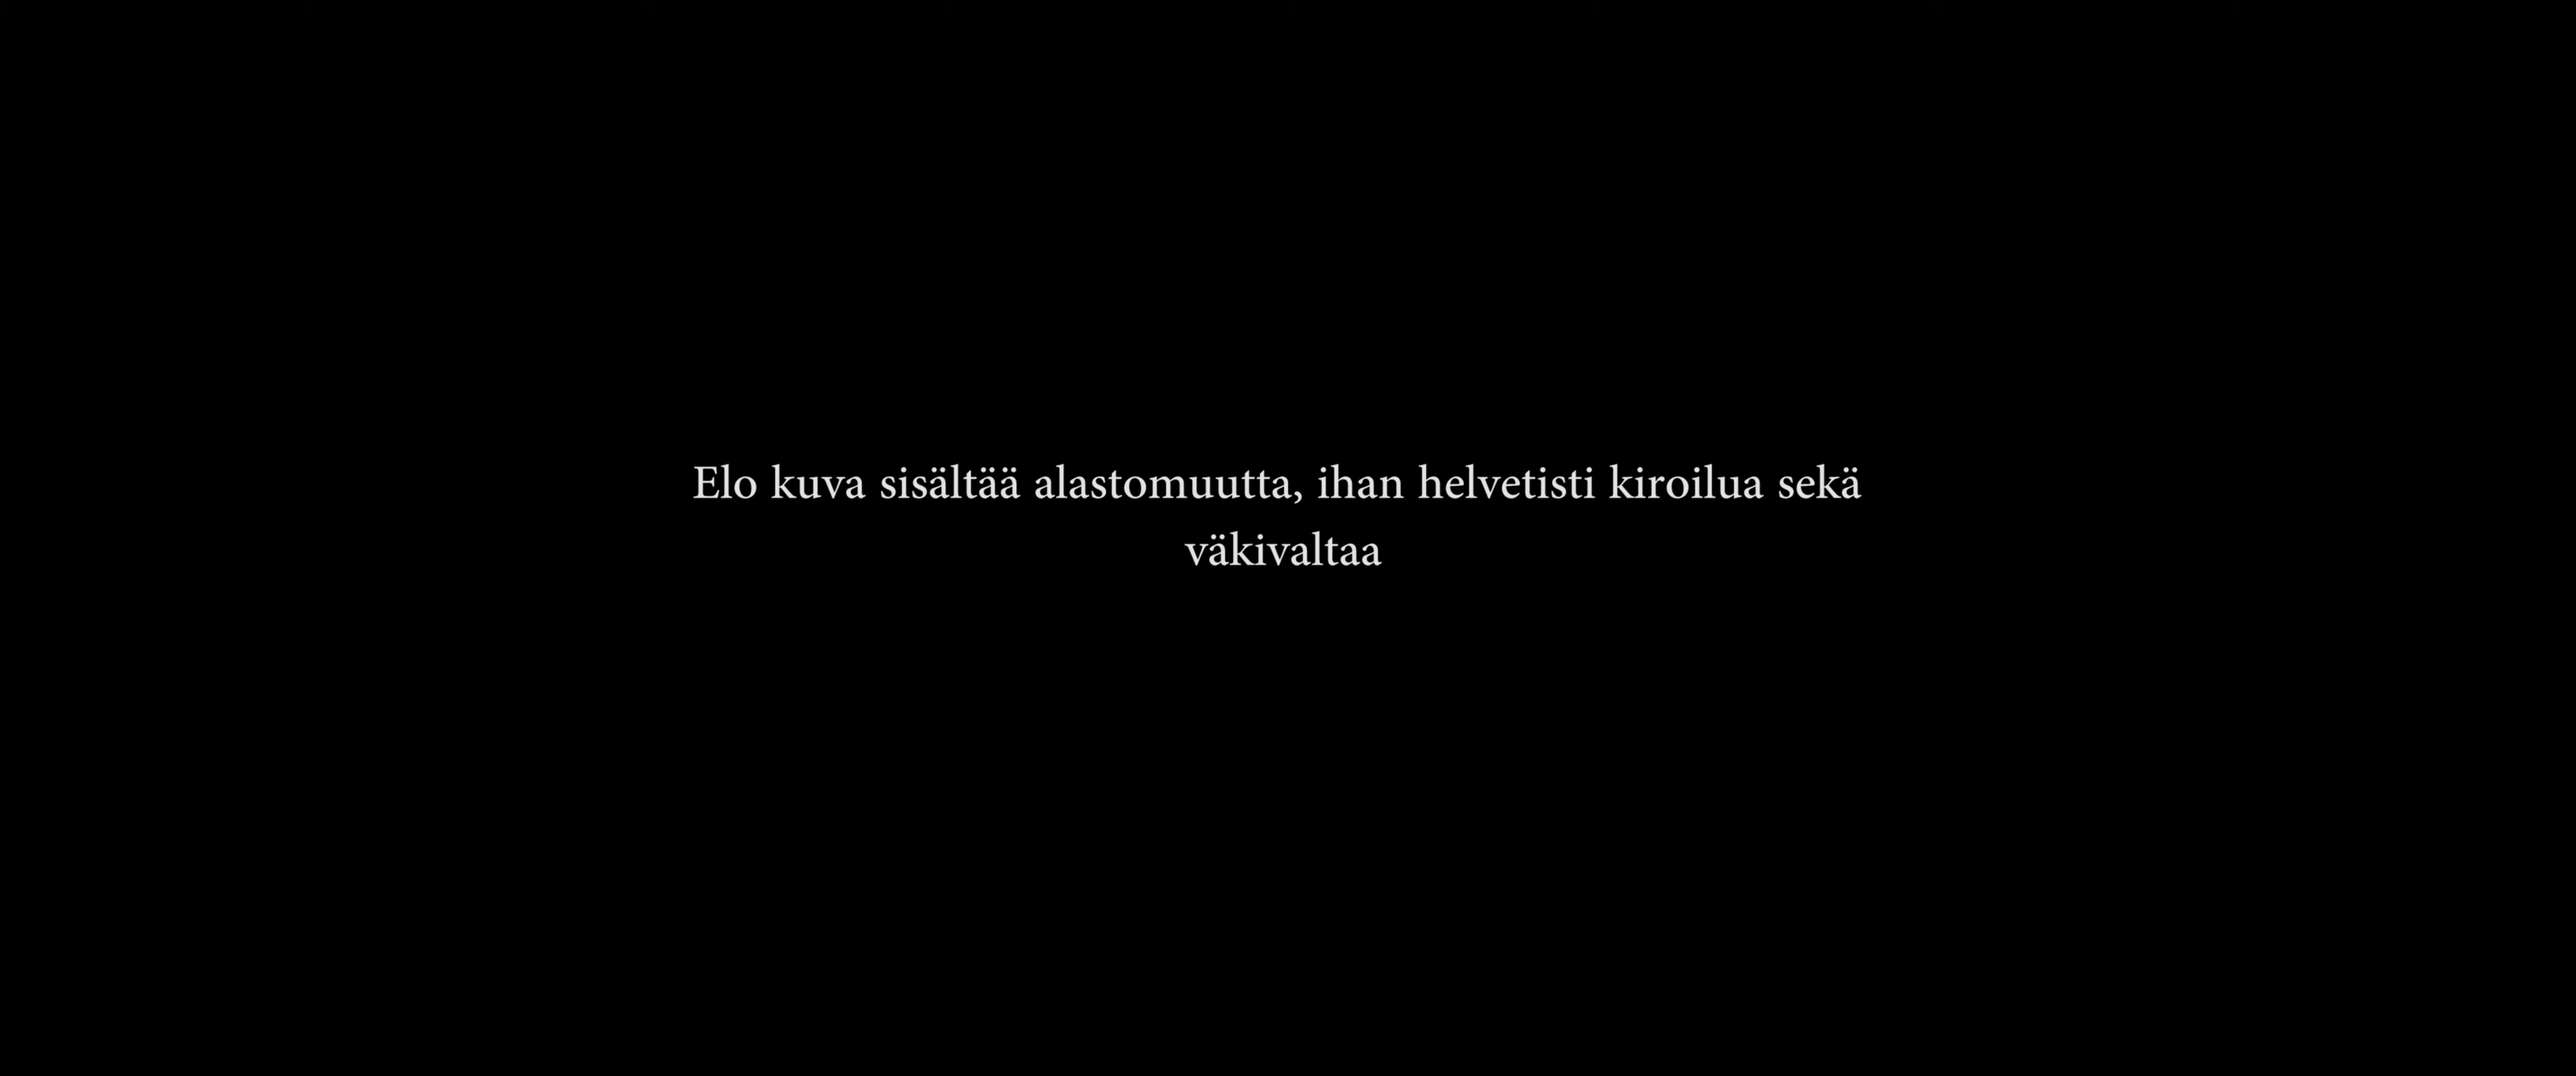 Elo kuva sisältää alastomuutta, ihan helvetisti kiroilua sekä
väkivaltaa